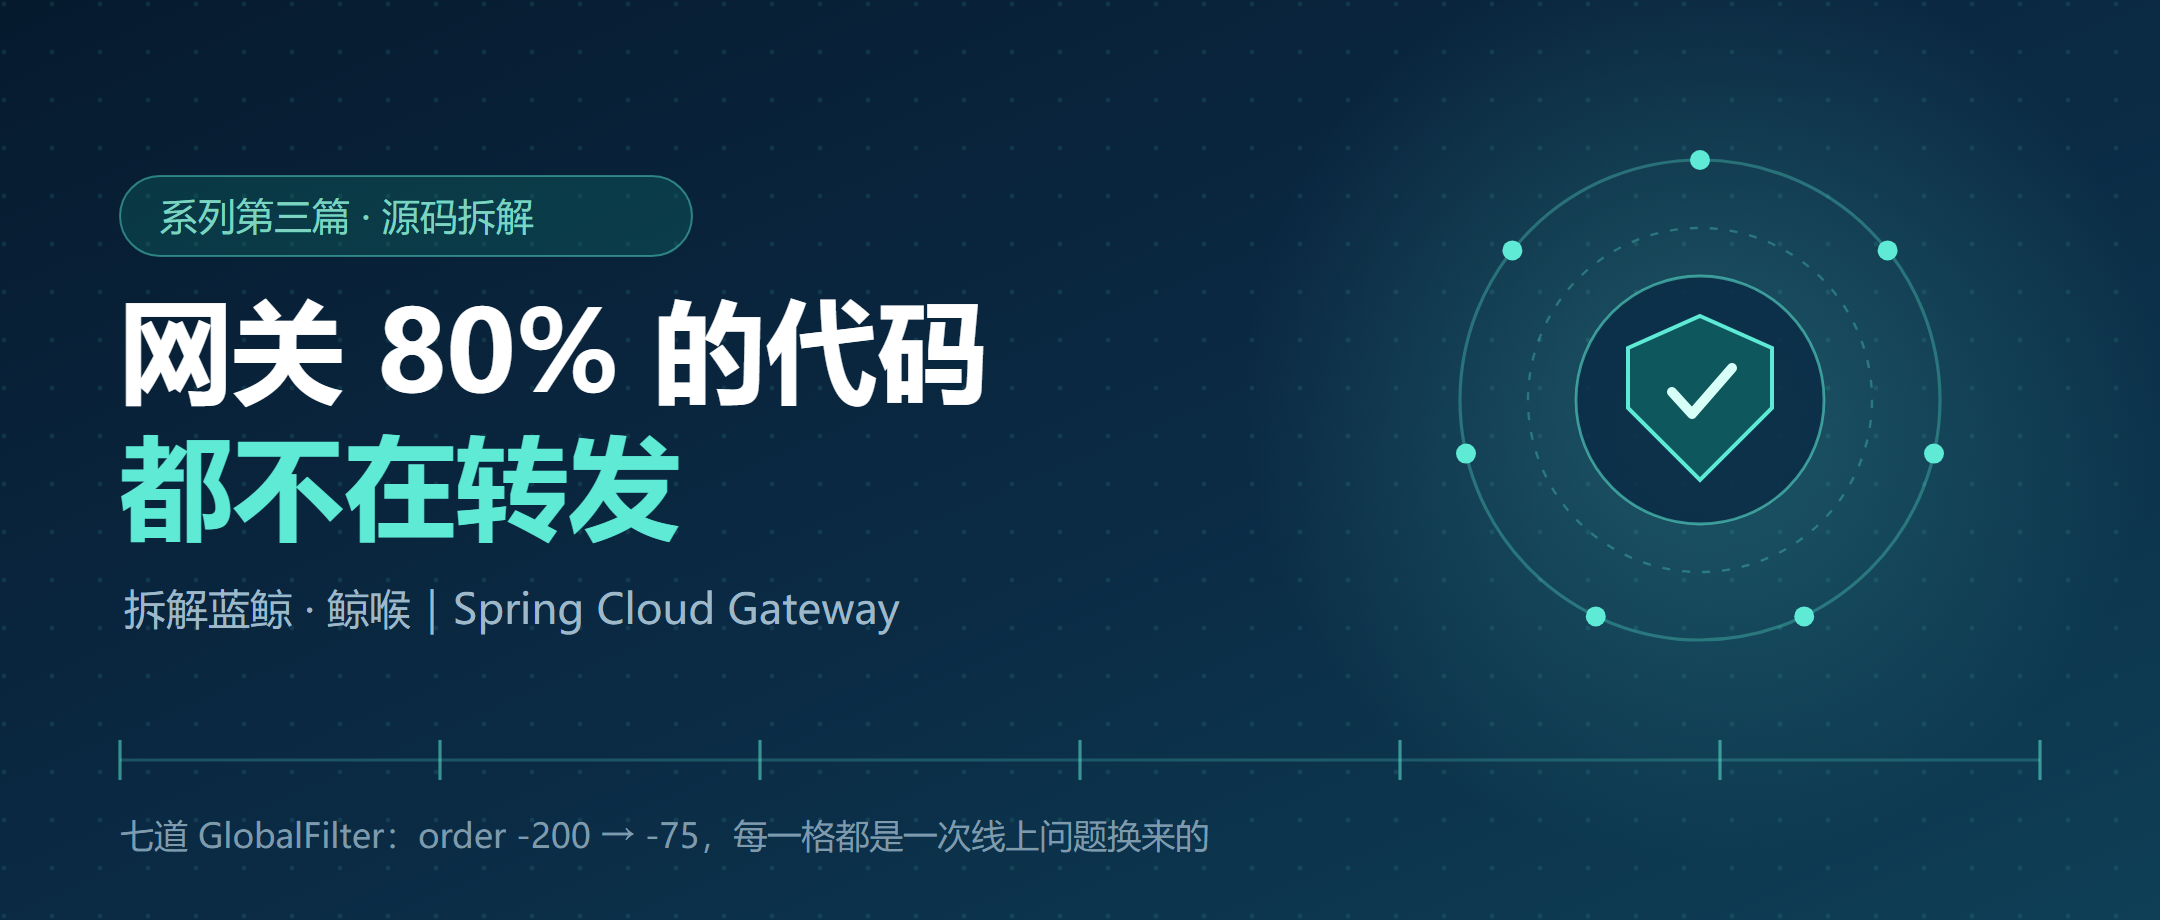 系列第三篇 · 源码拆解
网关 80% 的代码
都不在转发
拆解蓝鲸 · 鲸喉 | Spring Cloud Gateway
七道 GlobalFilter：order -200 → -75，每一格都是一次线上问题换来的